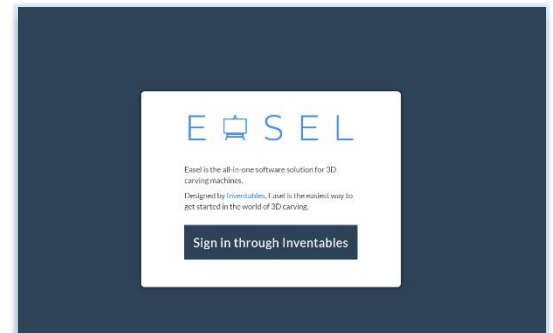 EASEL
Easel is the all-in-one software solution for 3D
carving machines.
Designed by Inventables, Easel is the easiest way to
get started in the world of 3D carving.
Sign in through Inventables